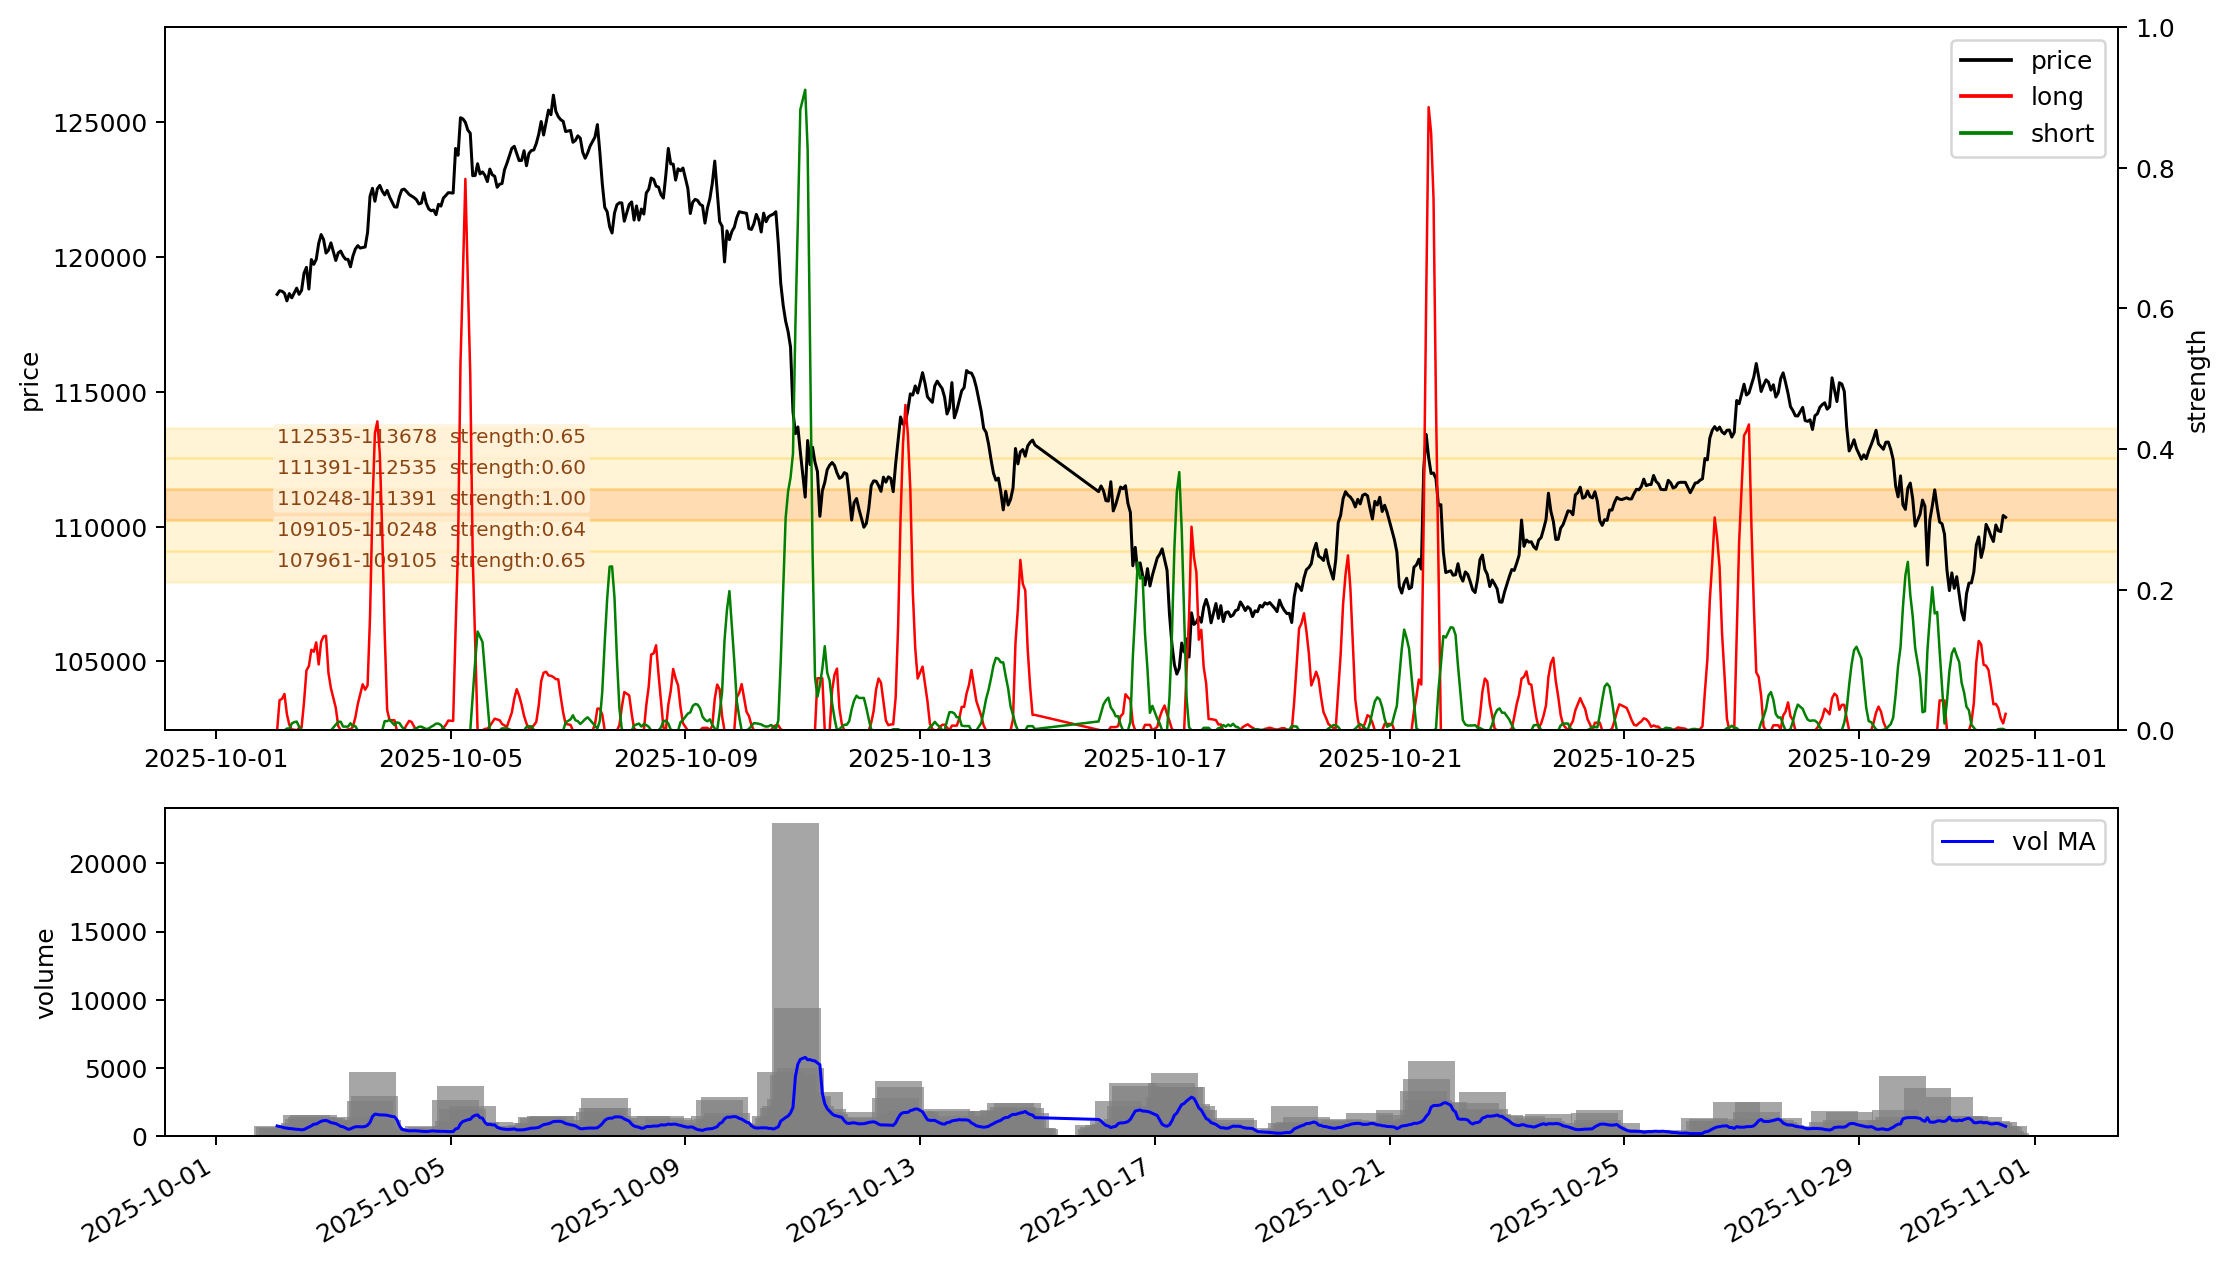 1.0
price
long
short
125000
0.8
120000
0.6
115000
price
strength
112535-113678 strength:0.65
0.4
111391-112535 strength:0.60
110248-111391 strength:1.00
110000
109105-110248 strength:0.64
107961-109105 strength:0.65
0.2
105000
0.0
2025-10-01 2025-10-05 2025-10-09 2025-10-13 2025-10-17 2025-10-21 2025-10-25 2025-10-29 2025-11-01
vol MA
20000
15000
volume
10000
5000
0
2025-10-01 2025-10-05 2025-10-09 2025-10-13 2025-10-17 2025-10-21 2025-10-25 2025-10-29 2025-11-01